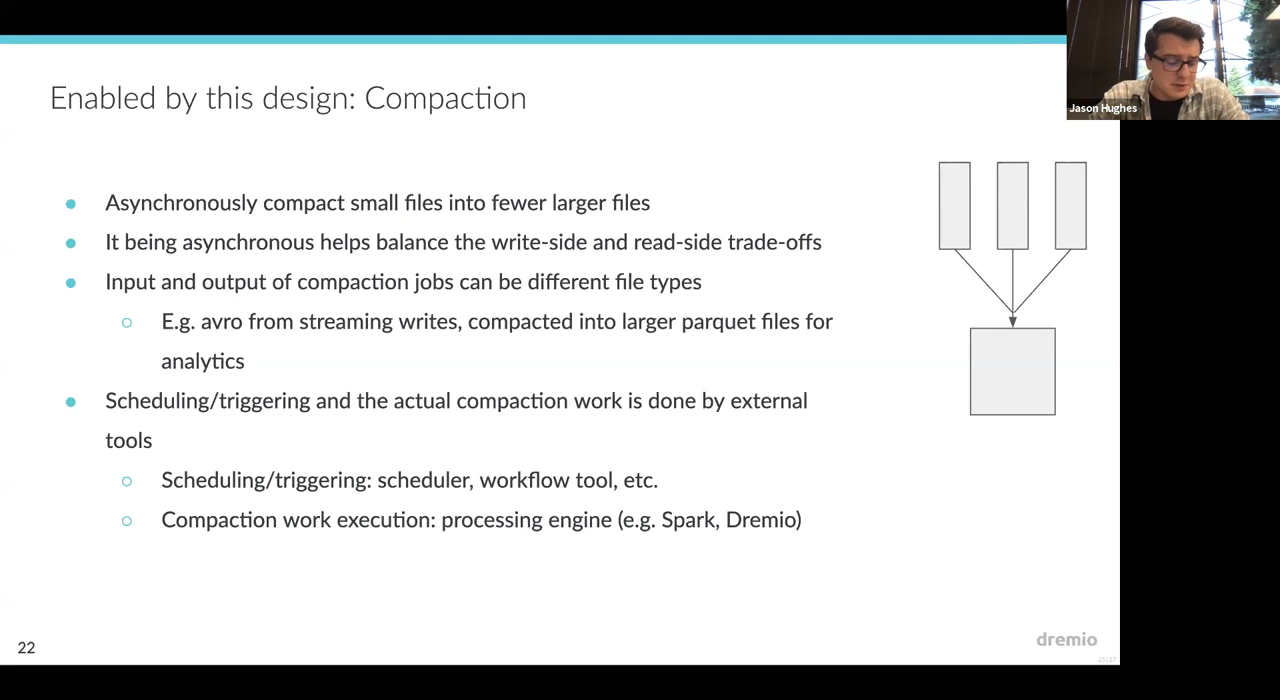 Jason Hughes
Enabled by this design: Compaction
● Asynchronously compact small files into fewer larger files
● It being asynchronous helps balance the write-side and read-side trade-offs
● Input and output of compaction jobs can be different file types
○ E.g. avro from streaming writes, compacted into larger parquet files for
analytics
● Scheduling/triggering and the actual compaction work is done by external
tools
○ Scheduling/triggering: scheduler, workflow tool, etc.
○ Compaction work execution: processing engine (e.g. Spark, Dremio)
22
dremio